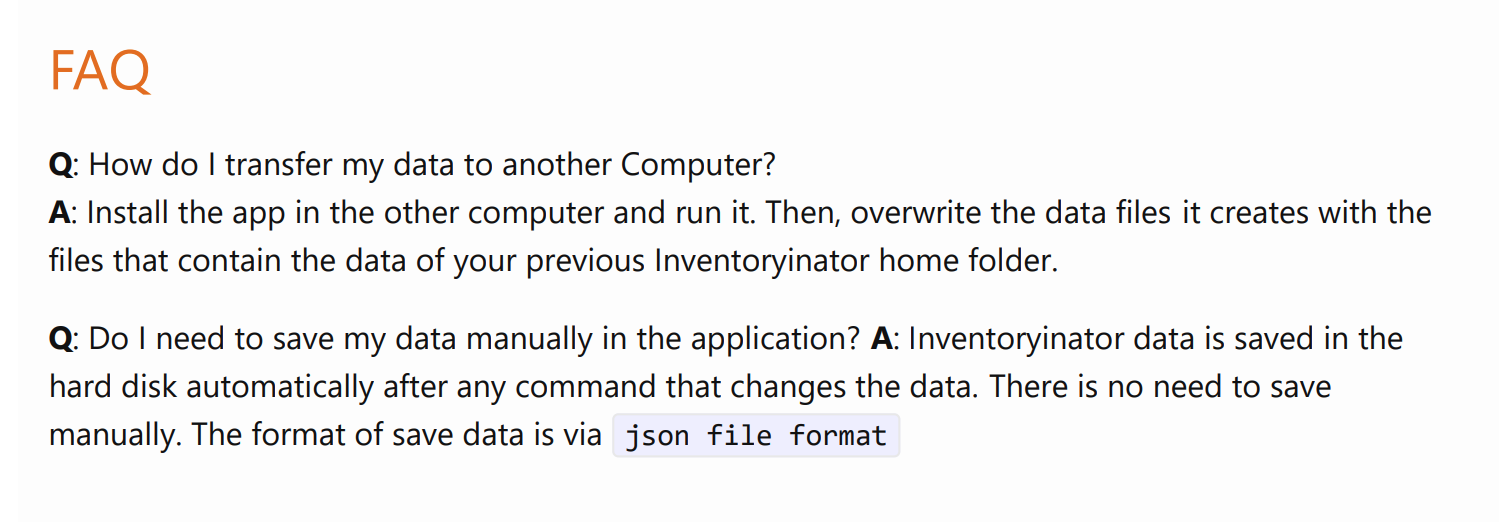 FAQ
Q: How do I transfer my data to another Computer?
A: Install the app in the other computer and run it. Then, overwrite the data files it creates with the
files that contain the data of your previous Inventoryinator home folder.
Q: Do I need to save my data manually in the application? A: Inventoryinator data is saved in the
hard disk automatically after any command that changes the data. There is no need to save
manually. The format of save data is via json file format